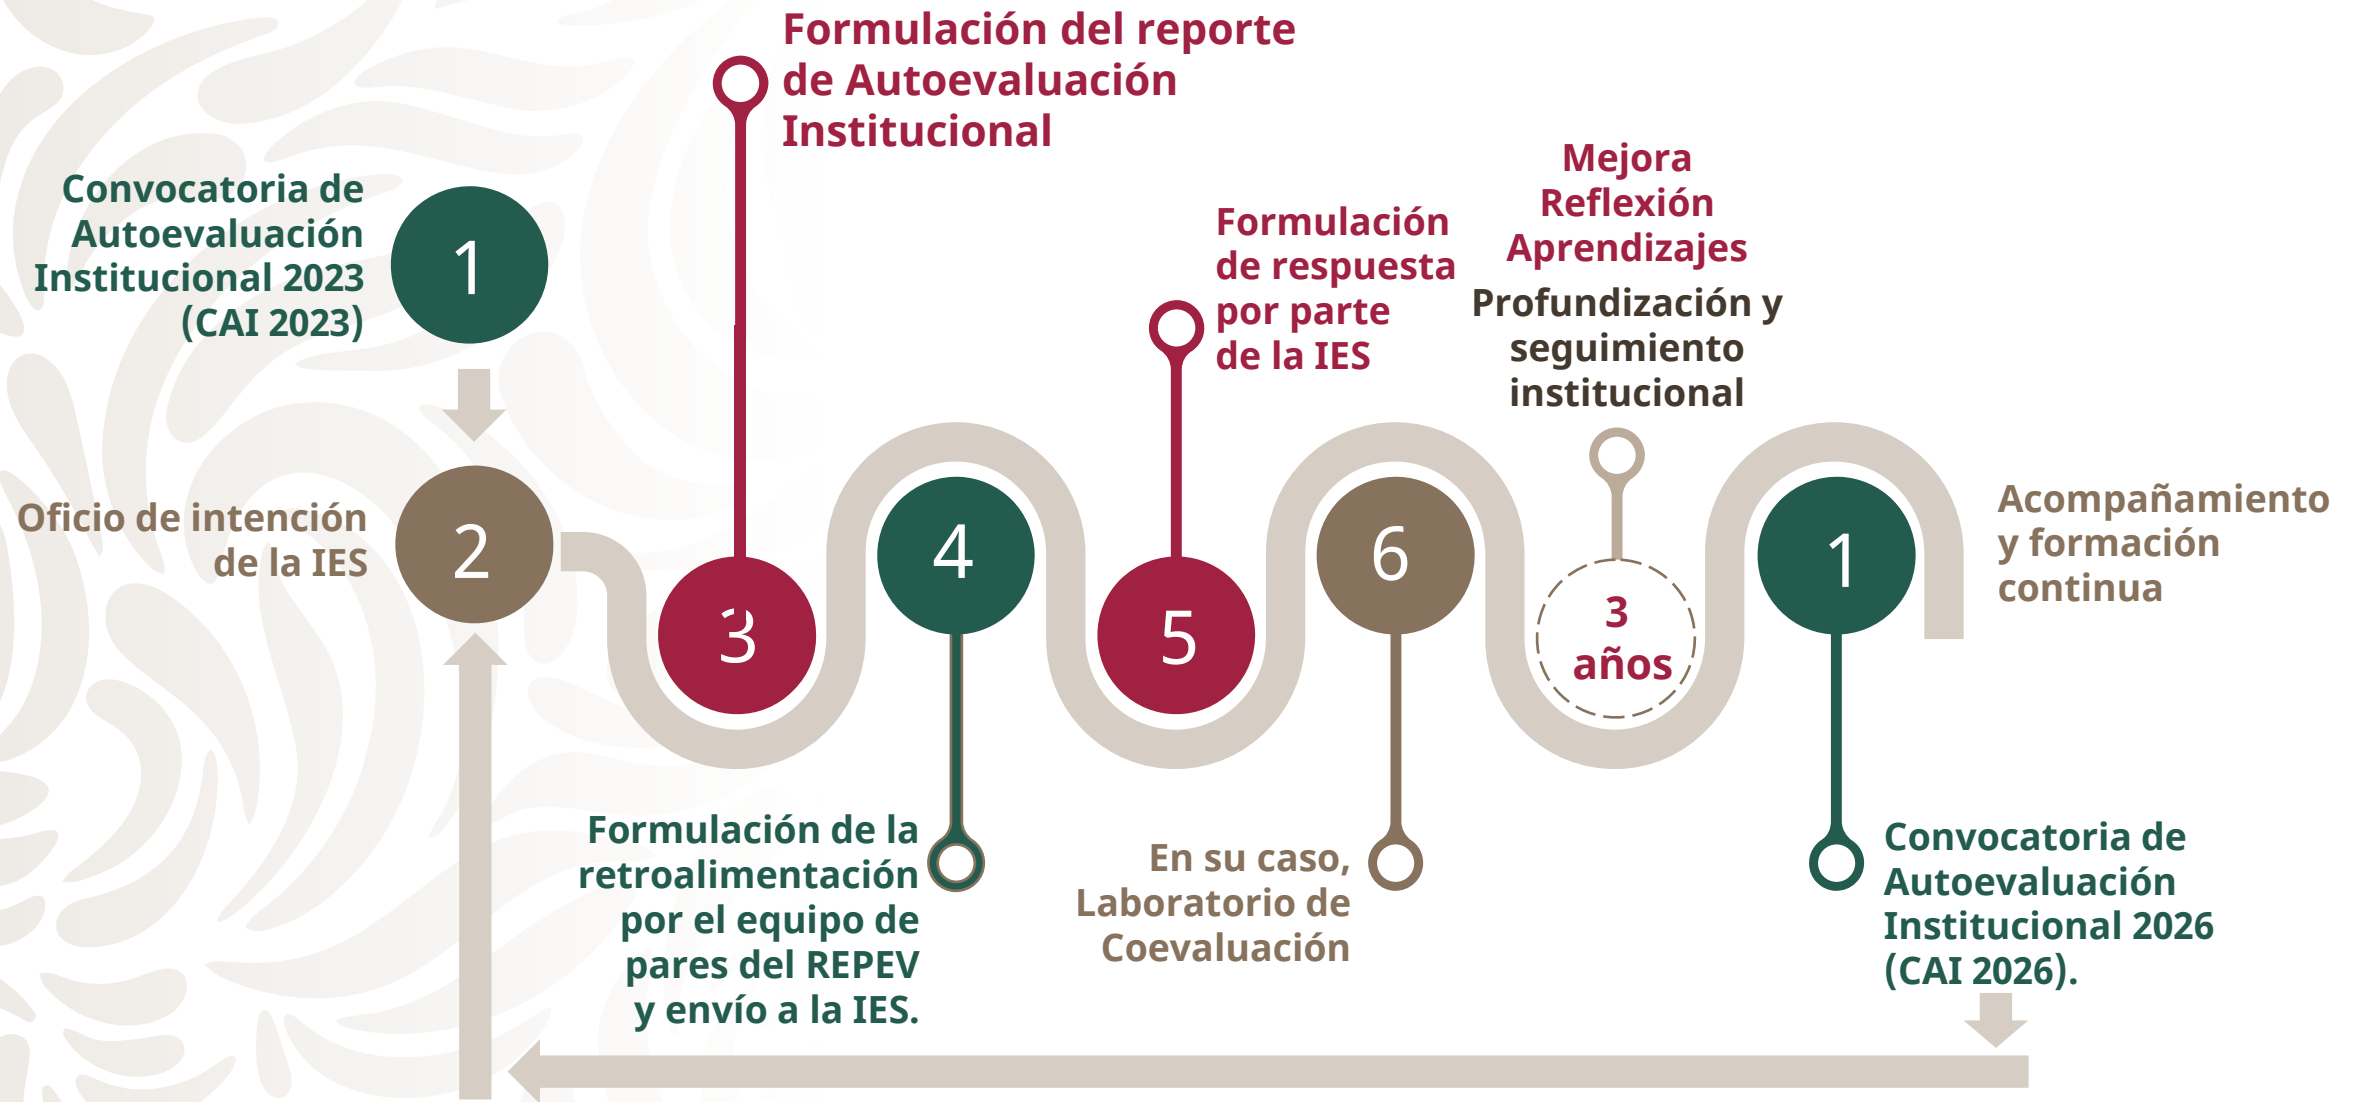 Convocatoria de
Autoevaluación
Institucional 2023
(CAI 2023)
1
Oficio de intención
de la IES
2
Formulación del reporte
de Autoevaluación
Institucional
3
4
Formulación de la
retroalimentación
por el equipo de
pares del REPEV
y envío a la IES.
Formulación
de respuesta
por parte
de la IES
5
6
En su caso,
Laboratorio de
Coevaluación
Mejora
Reflexión
Aprendizajes
Profundización y
seguimiento
institucional
3
años
1
Convocatoria de
Autoevaluación
Institucional 2026
(CAI 2026).
Acompañamiento
y formación
continua